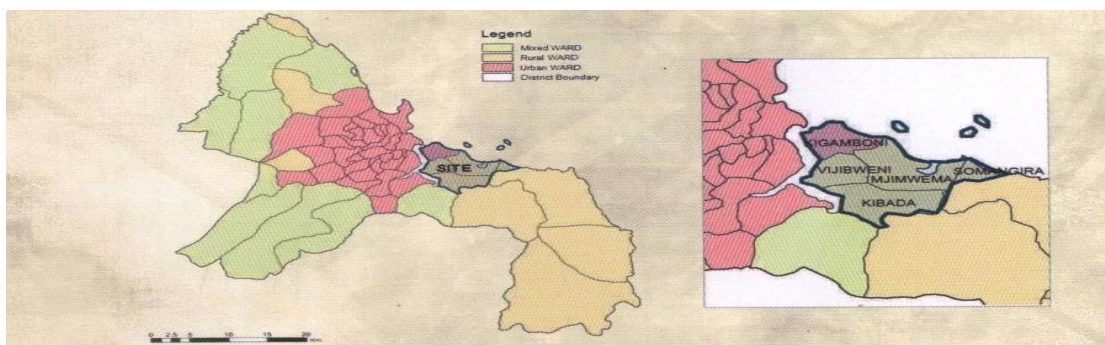 Legend
Mixed WARD
Rural WARD
Urban WARD
District Boundary
SITE
KIGAMBONI
VIJIBWENI
SOMANGIRA
MJIMWEMA
KIBADA
0 2.5 5 10 15 20